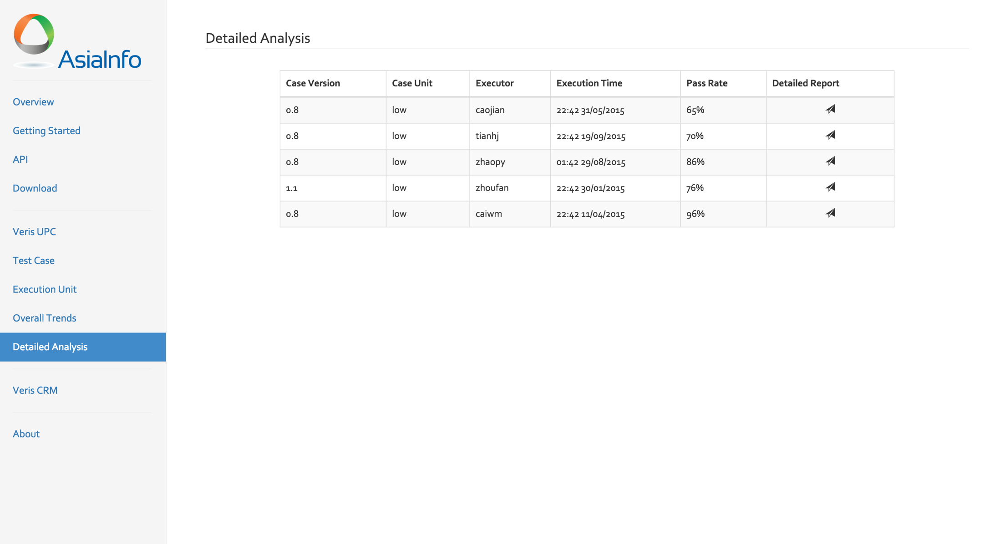 AsiaInfo
Overview
Getting Started
API
Download
Veris UPC
Test Case
Execution Unit
Overall Trends
Detailed Analysis
Veris CRM
About
Detailed Analysis
Case Version Case Unit Executor Execution Time Pass Rate Detailed Report
0.8 low caojian 22:42 31/05/2015 65%
0.8 low tianhj 22:42 19/09/2015 70%
0.8 low zhaopy 01:42 29/08/2015 86%
1.1 low zhoufan 22:42 30/01/2015 76%
0.8 low caiwm 22:42 11/04/2015 96%